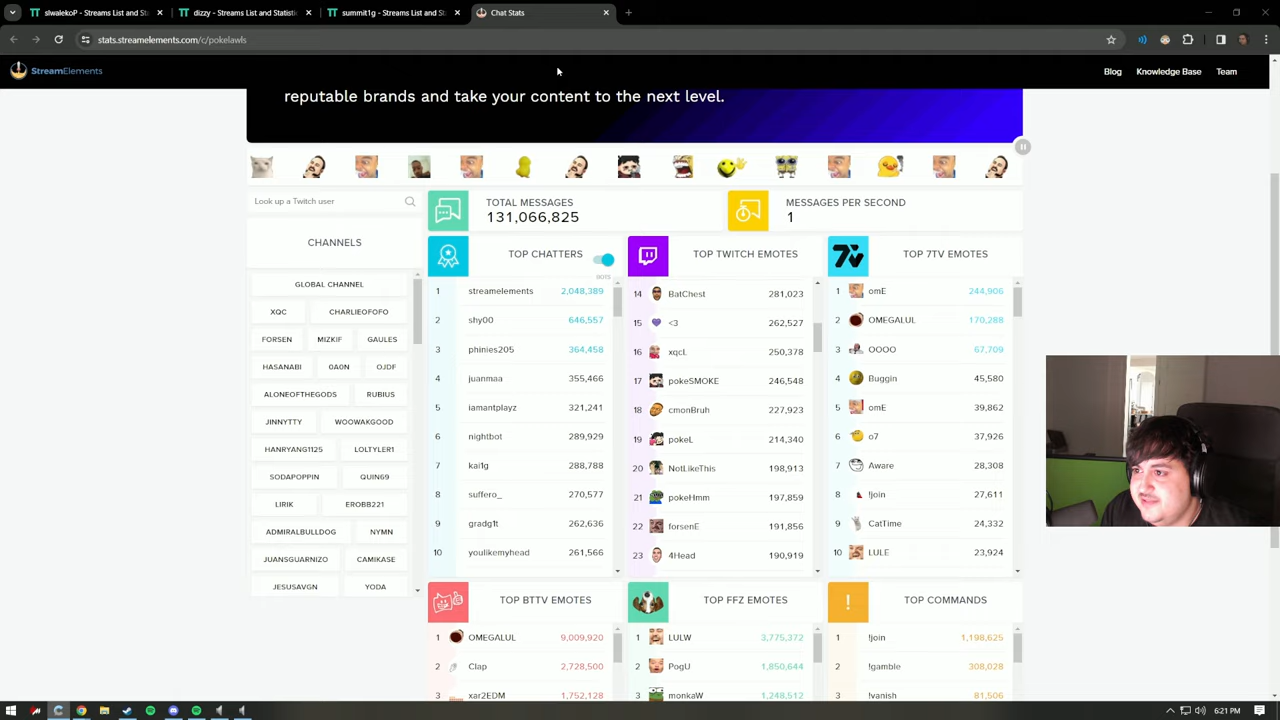 slwalekoP - Streams List and Sta
dizzy - Streams List and Statistic
summit1g - Streams List and Sta
Chat Stats
stats.streamelements.com/c/pokelawls
StreamElements
Blog
Knowledge Base
Team
reputable brands and take your content to the next level.
Look up a Twitch user
TOTAL MESSAGES
131,066,825
MESSAGES PER SECOND
1
CHANNELS
GLOBAL CHANNEL
XQC
CHARLIEOFOFO
FORSEN
MIZKIF
GAULES
HASANABI
0A0N
OJDF
ALONEOFTHEGODS
RUBIUS
JINNYTTY
WOOWAKGOOD
HANRYANG1125
LOLTYLER1
SODAPOPPIN
QUIN69
LIRIK
EROBB221
ADMIRALBULLDOG
NYMN
JUANSGUARNIZO
CAMIKASE
JESUSAVGN
YODA
TOP CHATTERS
BOTS
1 streamelements 2,048,389
2 shy00 646,557
3 phinies205 364,458
4 juanmaa 355,466
5 iamantplayz 321,241
6 nightbot 289,929
7 kai1g 288,788
8 suffero_ 270,577
9 gradg1t 262,636
10 youlikemyhead 261,566
TOP TWITCH EMOTES
14 BatChest 281,023
15 <3 262,527
16 xqcL 250,378
17 pokeSMOKE 246,548
18 cmonBruh 227,923
19 pokeL 214,340
20 NotLikeThis 198,913
21 pokeHmm 197,859
22 forsenE 191,856
23 4Head 190,919
TOP 7TV EMOTES
1 omE 244,906
2 OMEGALUL 170,288
3 OOOO 67,709
4 Buggin 45,580
5 omE 39,862
6 o7 37,926
7 Aware 28,308
8 !join 27,611
9 CatTime 24,332
10 LULE 23,924
TOP BTTV EMOTES
1 OMEGALUL 9,009,920
2 Clap 2,728,500
3 xar2EDM 1,752,128
TOP FFZ EMOTES
1 LULW 3,775,372
2 PogU 1,850,644
3 monkaW 1,248,512
!
TOP COMMANDS
1 !join 1,198,625
2 !gamble 308,028
3 !vanish 81,506
6:21 PM